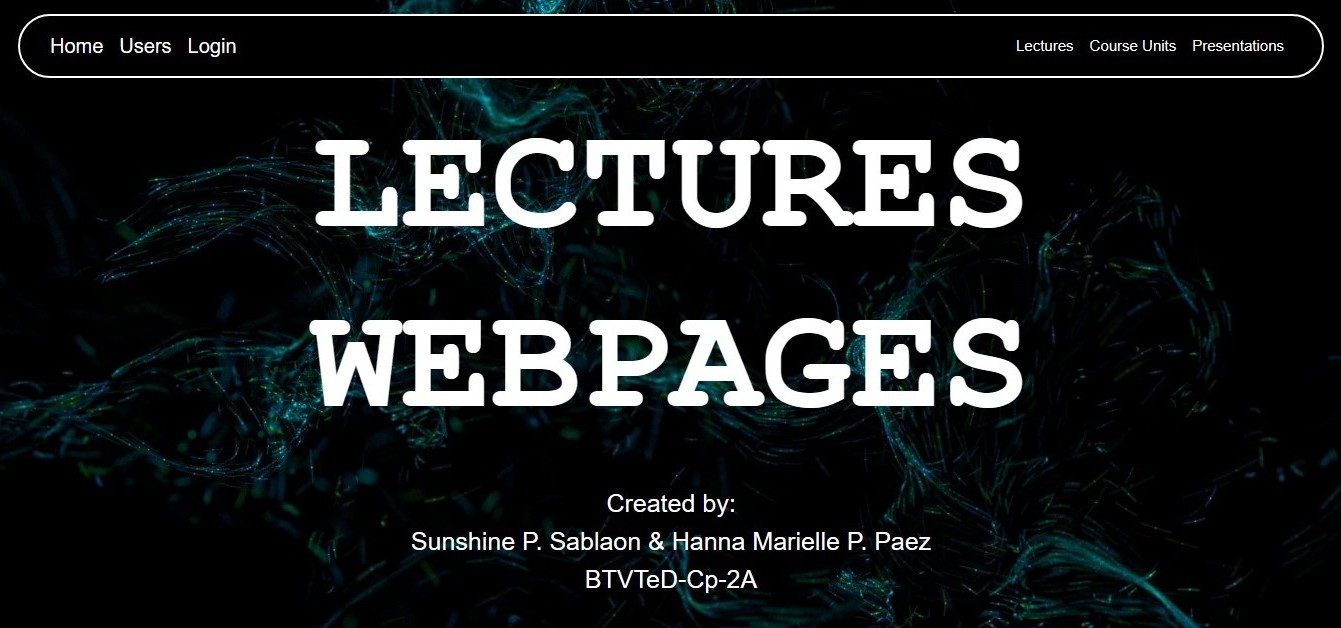 Home Users Login Lectures Course Units Presentations
LECTURES
WEBPAGES
Created by:
Sunshine P. Sablaon & Hanna Marielle P. Paez
BTVTeD-Cp-2A